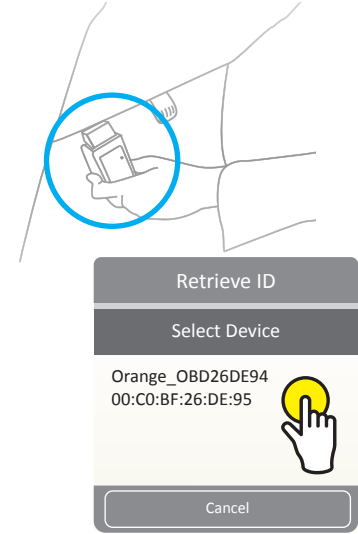 Retrieve ID
Select Device
Orange_OBD26DE94
00:C0:BF:26:DE:95
Cancel